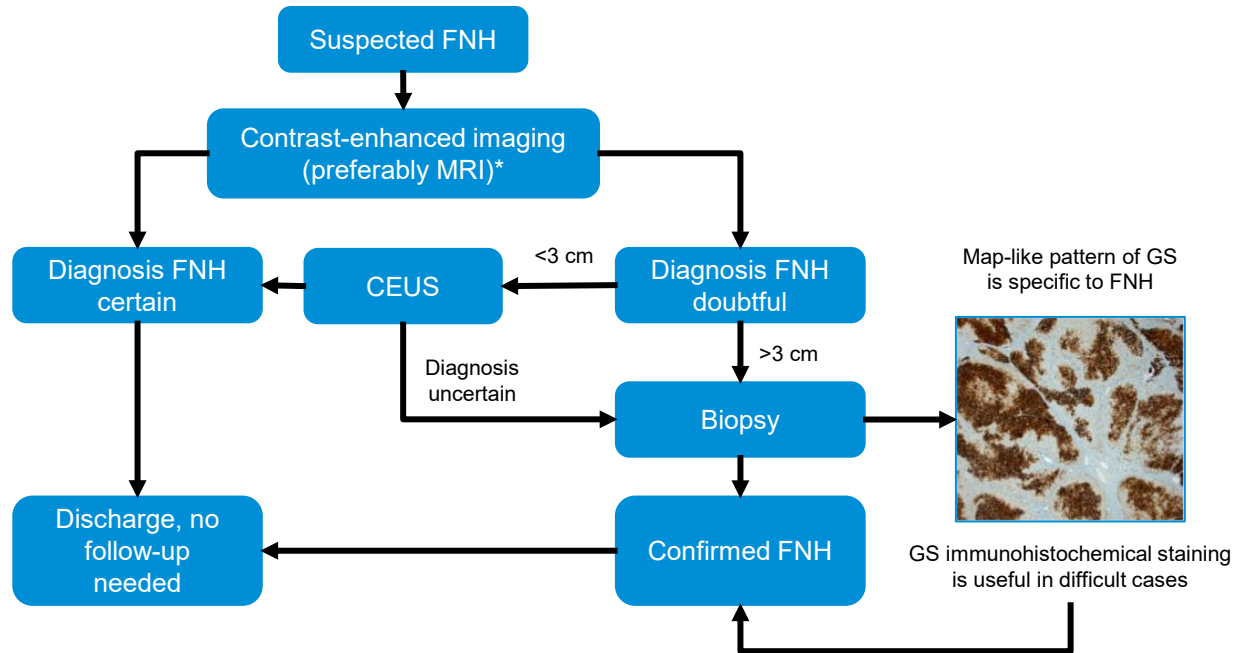 Suspected FNH
Contrast-enhanced imaging
(preferably MRI)*
Diagnosis FNH
certain
CEUS
<3 cm
Diagnosis FNH
doubtful
Map-like pattern of GS
is specific to FNH
>3 cm
Diagnosis
uncertain
Biopsy
Discharge, no
follow-up
needed
Confirmed FNH
GS immunohistochemical staining
is useful in difficult cases